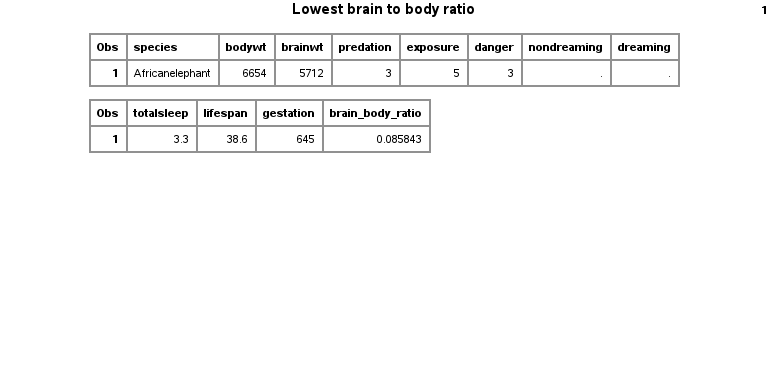 Lowest brain to body ratio 1
Obs species bodywt brainwt predation exposure danger nondreaming dreaming
1 Africanelephant 6654 5712 3 5 3 . .
Obs totalsleep lifespan gestation brain_body_ratio
1 3.3 38.6 645 0.085843